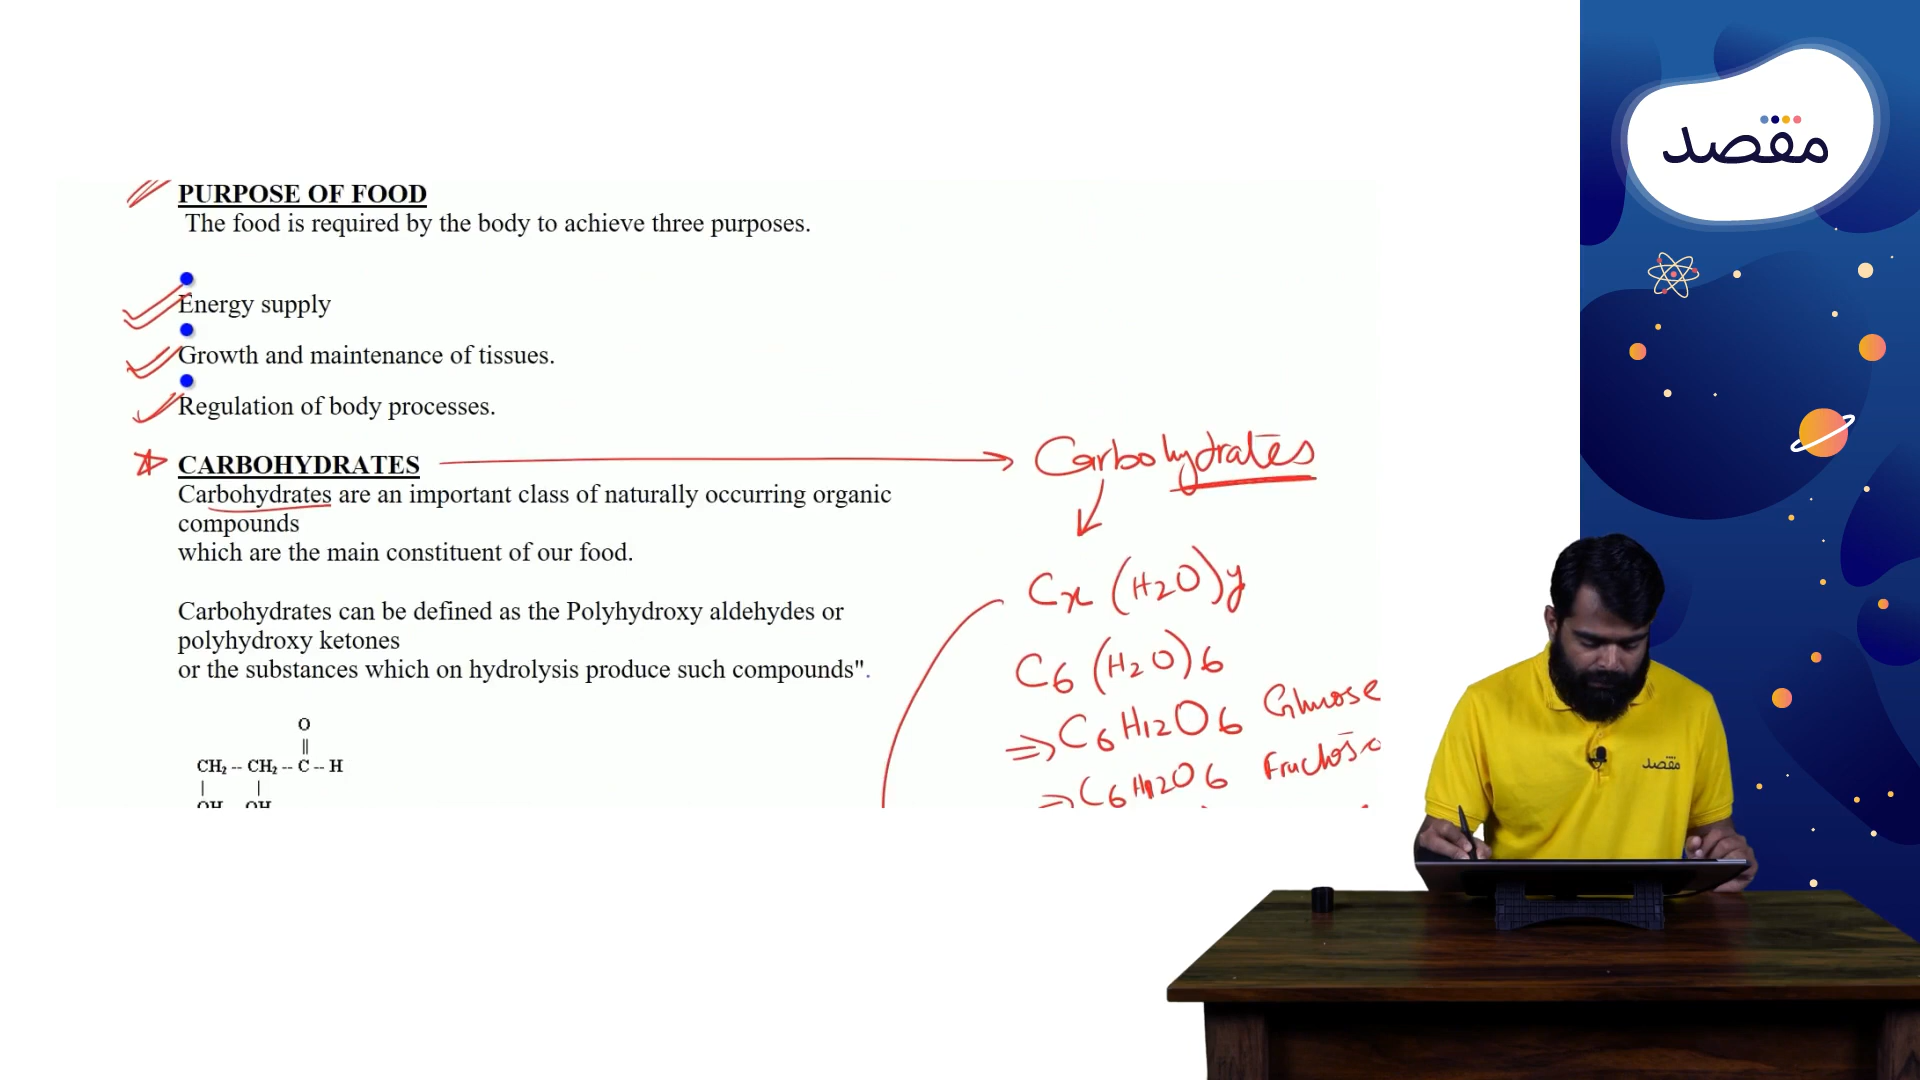 مقصد
PURPOSE OF FOOD
The food is required by the body to achieve three purposes.
Energy supply
Growth and maintenance of tissues.
Regulation of body processes.
CARBOHYDRATES
Carbohydrates are an important class of naturally occurring organic
compounds
which are the main constituent of our food.
Carbohydrates can be defined as the Polyhydroxy aldehydes or
polyhydroxy ketones
or the substances which on hydrolysis produce such compounds".
O
||
CH₂ -- CH₂ -- C -- H
| |
OH OH
Carbohydrates
Cx (H2O)y
C6 (H2O)6
⇒ C6H12O6 Glucose
⇒ C6H12O6 Fructose
مقصد